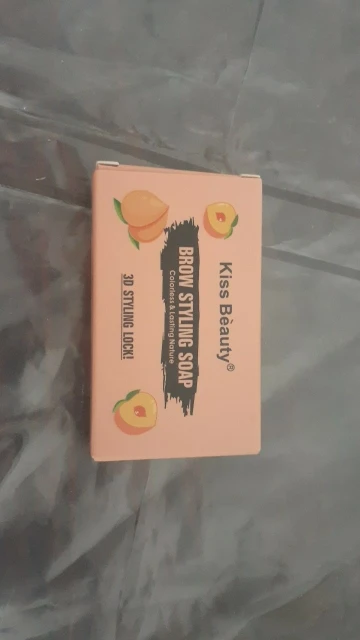 Kiss Bèauty®
BROW STYLING SOAP
Colorless & Lasting Nature
3D STYLING LOCK!